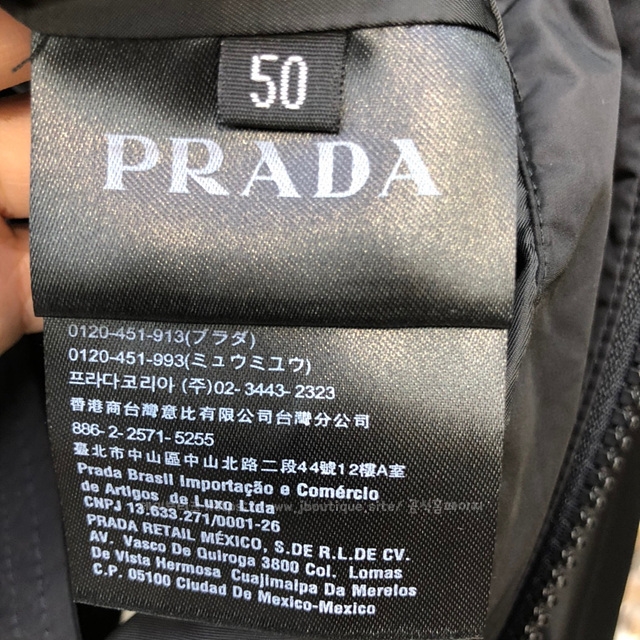 50
PRADA
0120-451-913(プラダ)
0120-451-993(ミュウミュウ)
프라다코리아 (주)02-3443-2323
香港商台灣意比有限公司台灣分公司
886-2-2571-5255
臺北市中山區中山北路二段44號12樓A室
Prada Brasil Importação e Comércio
de Artigos de Luxo Ltda
CNPJ 13.633.271/0001-26
PRADA RETAIL MÉXICO, S.DE R.L.DE CV.
AV. Vasco De Quiroga 3800 Col. Lomas
De Vista Hermosa Cuajimalpa Da Merelos
C.P. 05100 Ciudad De Mexico-Mexico
www.jboutique.site/